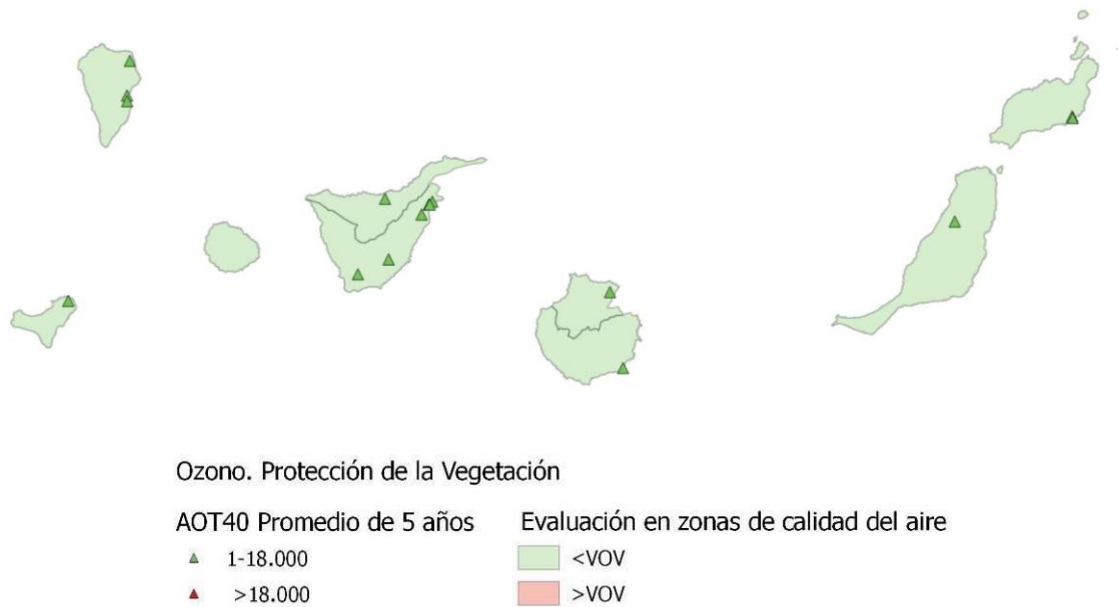 Ozono. Protección de la Vegetación
AOT40 Promedio de 5 años
1-18.000
>18.000
Evaluación en zonas de calidad del aire
<VOV
>VOV